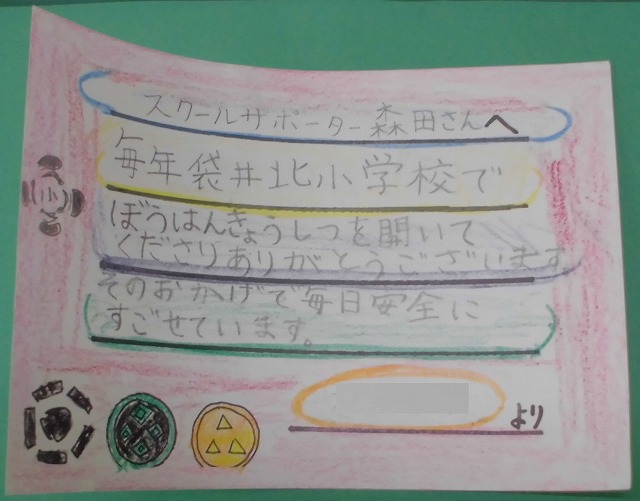 スクールサポーター森田さんへ
毎年袋井北小学校で
ぼうはんきょうしつを開いて
くださりありがとうございます
そのおかげで毎日安全に
すごせています。
より
小